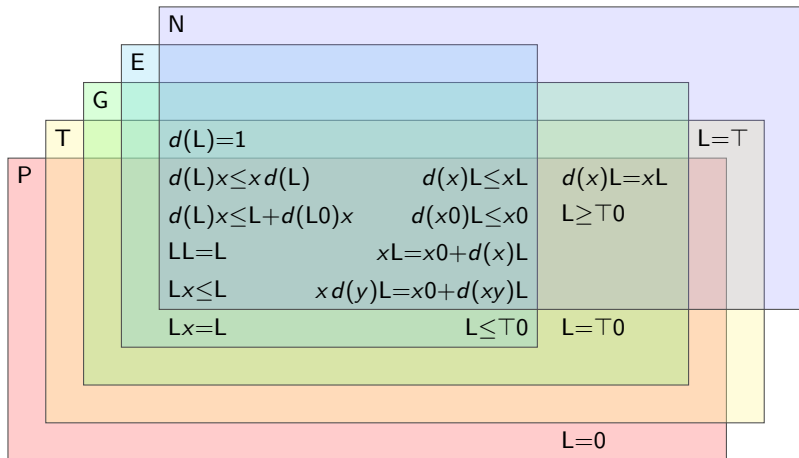 N
E
G
T d(L)=1 L=⊤
P d(L)x≤xd(L) d(x)L≤xL d(x)L=xL
d(L)x≤L+d(L0)x d(x0)L≤x0 L≥⊤0
LL=L xL=x0+d(x)L
Lx≤L xd(y)L=x0+d(xy)L
Lx=L L≤⊤0 L=⊤0
L=0